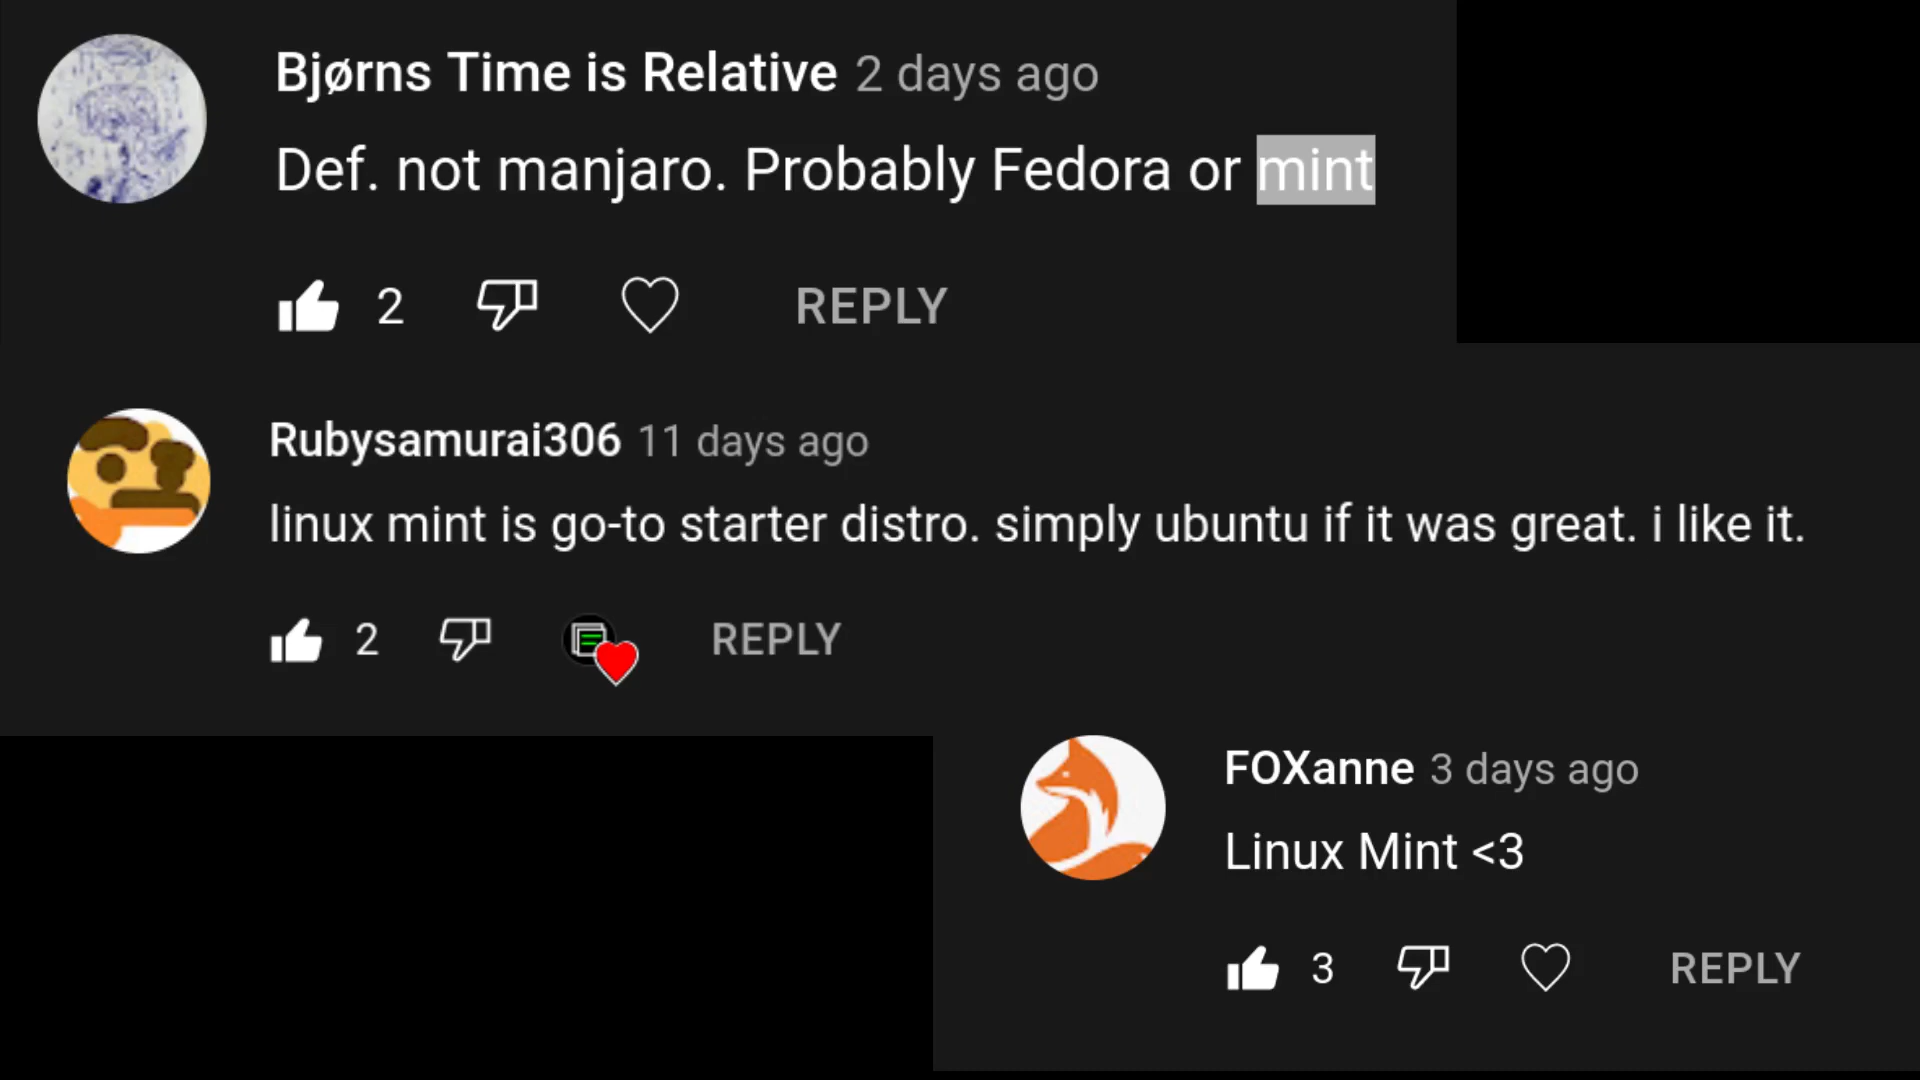 Bjørns Time is Relative 2 days ago
Def. not manjaro. Probably Fedora or mint
2 REPLY
Rubysamurai306 11 days ago
linux mint is go-to starter distro. simply ubuntu if it was great. i like it.
2 REPLY
FOXanne 3 days ago
Linux Mint <3
3 REPLY